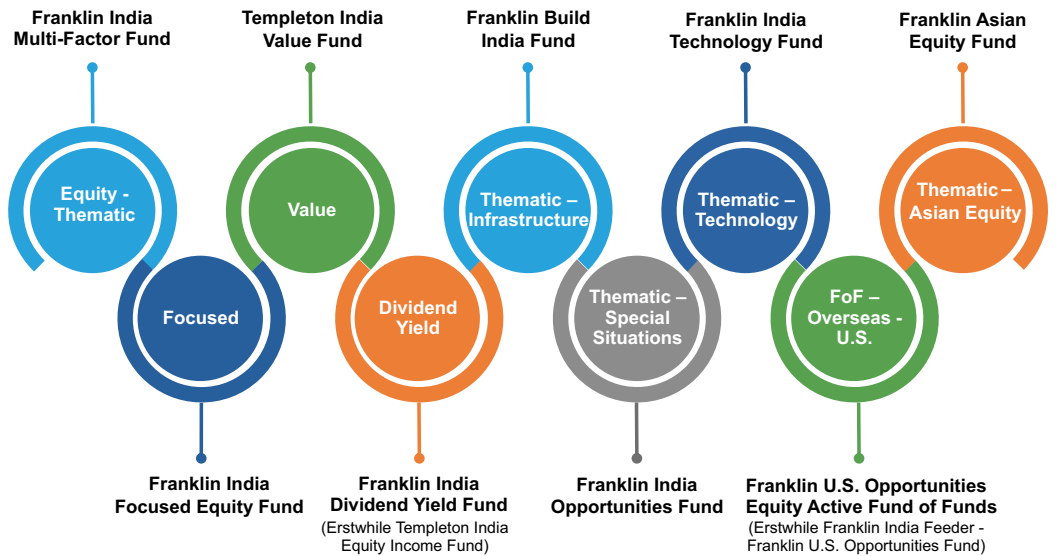 Franklin India
Multi-Factor Fund
Templeton India
Value Fund
Franklin Build
India Fund
Franklin India
Technology Fund
Franklin Asian
Equity Fund
Equity -
Thematic
Value
Thematic –
Infrastructure
Thematic –
Technology
Thematic –
Asian Equity
Focused
Dividend
Yield
Thematic –
Special
Situations
FoF –
Overseas -
U.S.
Franklin India
Focused Equity Fund
Franklin India
Dividend Yield Fund
(Erstwhile Templeton India
Equity Income Fund)
Franklin India
Opportunities Fund
Franklin U.S. Opportunities
Equity Active Fund of Funds
(Erstwhile Franklin India Feeder -
Franklin U.S. Opportunities Fund)